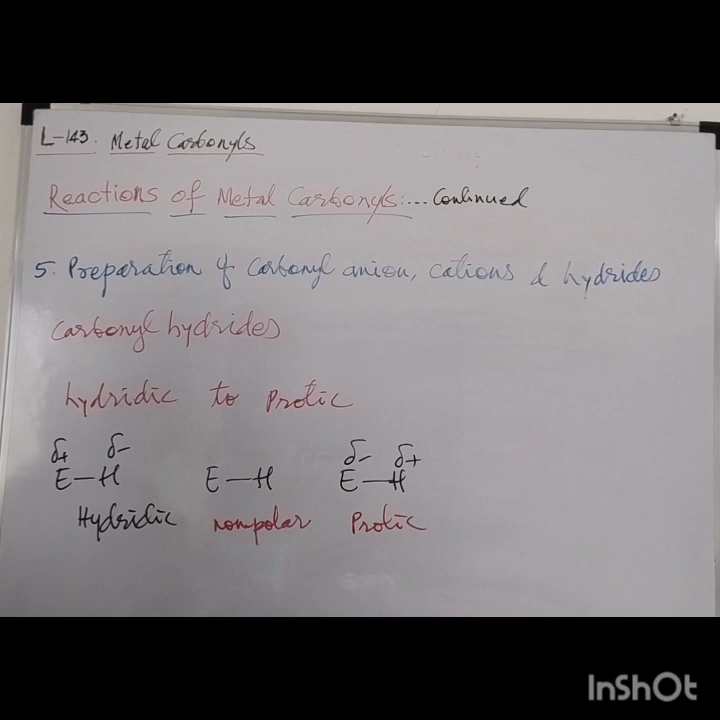 L-143. Metal Carbonyls
Reactions of Metal Carbonyls:... Continued
5. Preparation of Carbonyl anion, cations & hydrides
Carbonyl hydrides
hydridic to Protic
δ+ δ- δ- δ+
E-H E-H E-H
Hydridic nonpolar Protic
InShOt